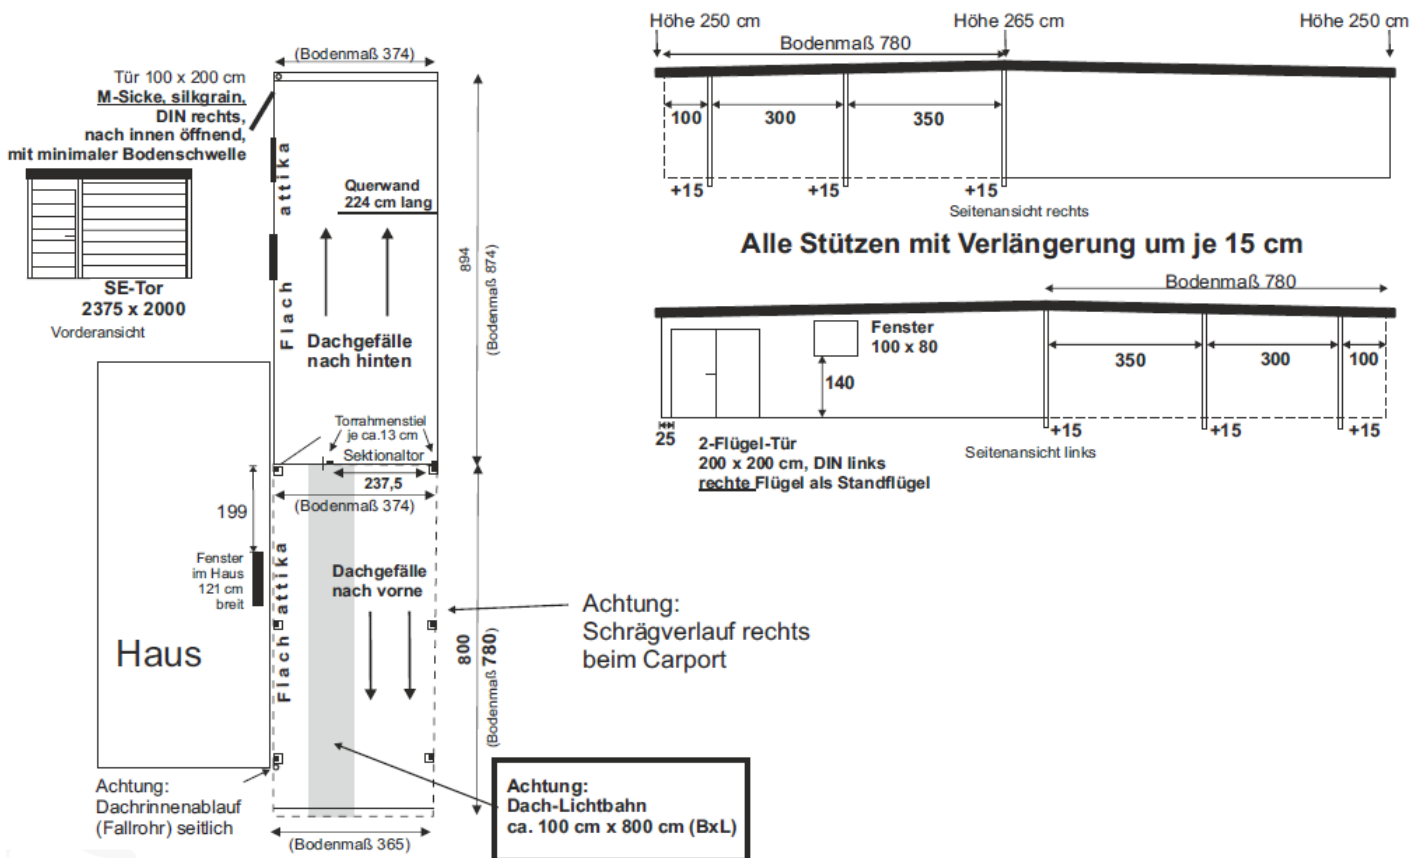 Höhe 250 cm
Höhe 265 cm
Höhe 250 cm
Bodenmaß 780
100
300
350
+15
+15
+15
Seitenansicht rechts
Alle Stützen mit Verlängerung um je 15 cm
Bodenmaß 780
Fenster
100 x 80
140
350
300
100
25
+15
+15
+15
2-Flügel-Tür
200 x 200 cm, DIN links
rechte Flügel als Standflügel
Seitenansicht links
(Bodenmaß 374)
Tür 100 x 200 cm
M-Sicke, silkgrain,
DIN rechts,
nach innen öffnend,
mit minimaler Bodenschwelle
SE-Tor
2375 x 2000
Vorderansicht
Flach attika
Querwand
224 cm lang
Dachgefälle
nach hinten
894
(Bodenmaß 874)
Torrahmenstiel
je ca.13 cm
Sektionaltor
237,5
(Bodenmaß 374)
199
Fenster
im Haus
121 cm
breit
Haus
Flach attika
Dachgefälle
nach vorne
800
(Bodenmaß 780)
Achtung:
Schrägverlauf rechts
beim Carport
Achtung:
Dachrinnenablauf
(Fallrohr) seitlich
Achtung:
Dach-Lichtbahn
ca. 100 cm x 800 cm (BxL)
(Bodenmaß 365)